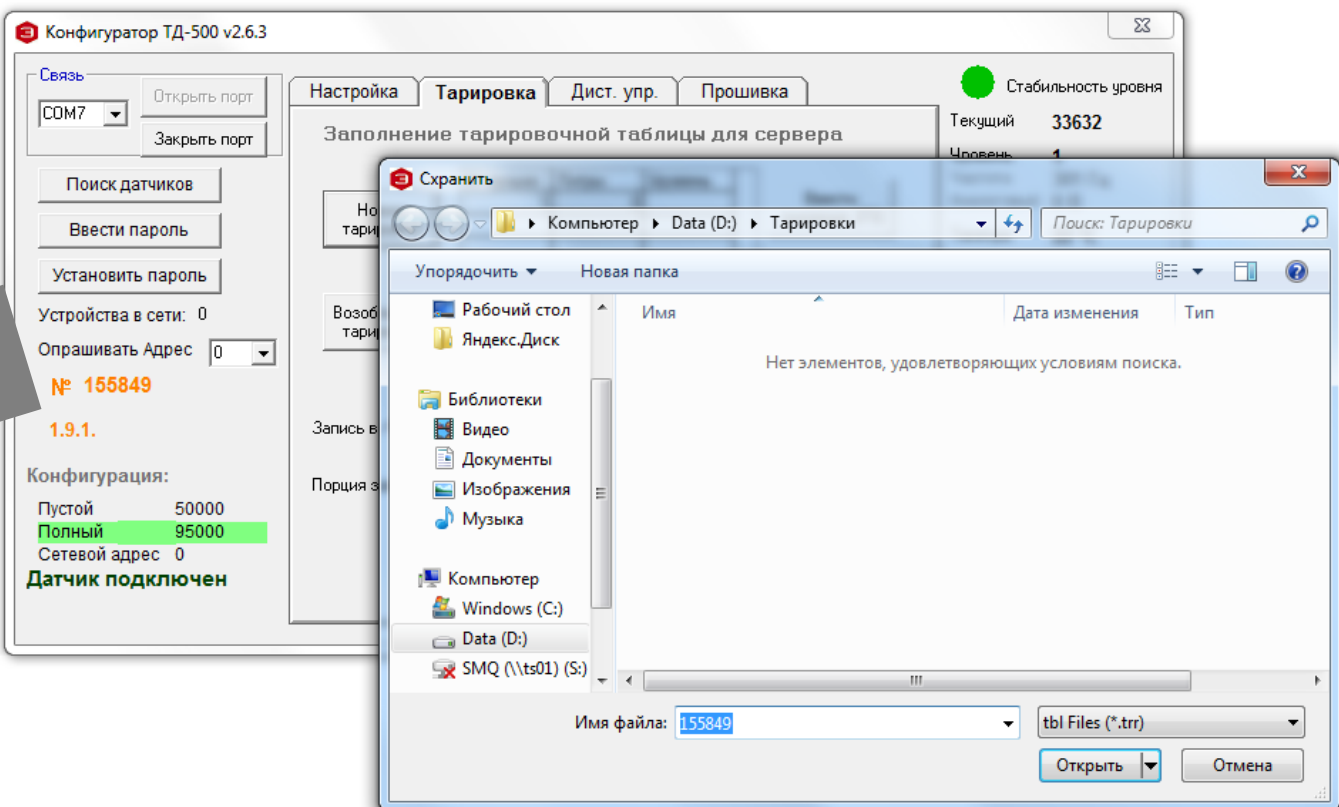 Конфигуратор ТД-500 v2.6.3
Связь
COM7
Открыть порт
Закрыть порт
Поиск датчиков
Ввести пароль
Установить пароль
Устройства в сети: 0
Опрашивать Адрес 0
№ 155849
1.9.1.
Конфигурация:
Пустой 50000
Полный 95000
Сетевой адрес 0
Датчик подключен
Настройка Тарировка Дист. упр. Прошивка
Заполнение тарировочной таблицы для сервера
Стабильность уровня
Текущий 33632
Уровень 1
Запись в
Схранить
Компьютер Data (D:) Тарировки
Поиск: Тарировки
Упорядочить Новая папка
Рабочий стол
Яндекс.Диск
Библиотеки
Видео
Документы
Изображения
Музыка
Компьютер
Windows (C:)
Data (D:)
SMQ (\\ts01) (S:)
Имя Дата изменения Тип
Нет элементов, удовлетворяющих условиям поиска.
Имя файла: 155849
tbl Files (*.trr)
Открыть Отмена